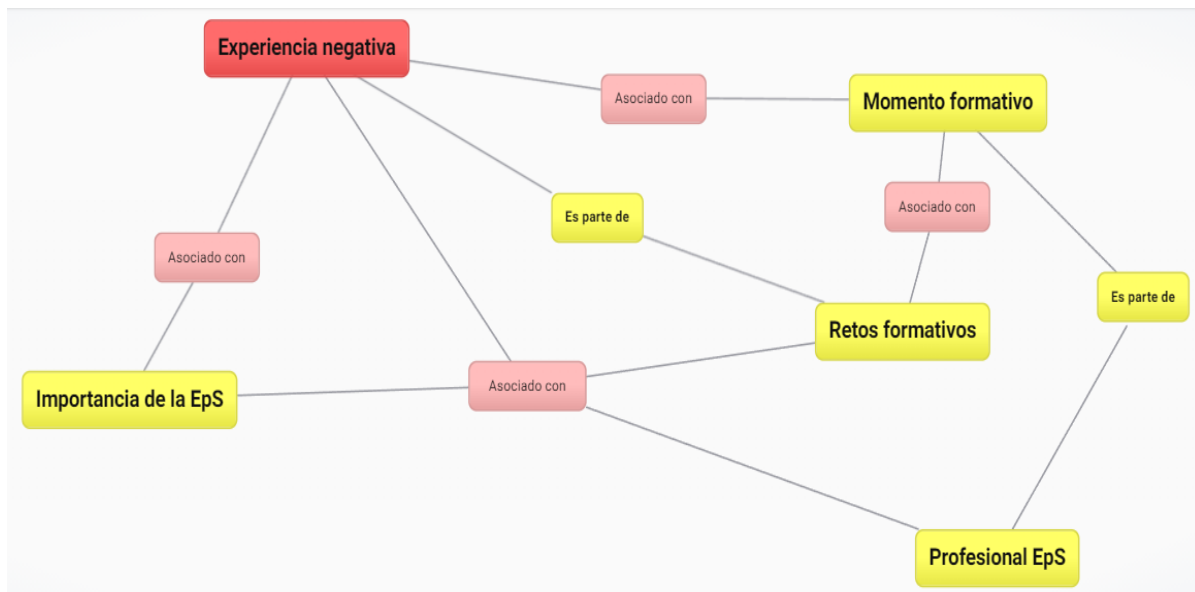 Experiencia negativa
Asociado con
Momento formativo
Asociado con
Es parte de
Asociado con
Es parte de
Retos formativos
Asociado con
Importancia de la EpS
Profesional EpS